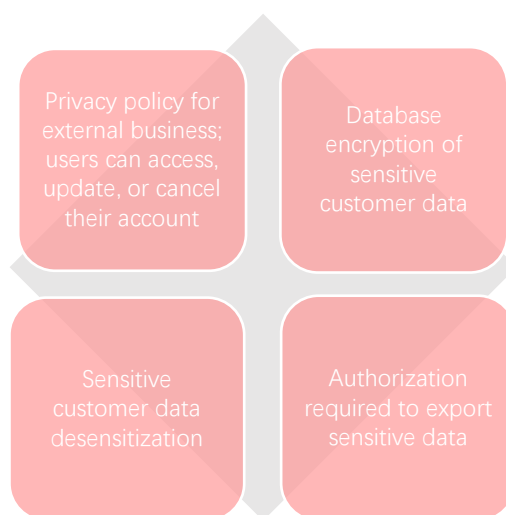 Privacy policy for
external business;
users can access,
update, or cancel
their account
Database
encryption of
sensitive
customer data
Sensitive
customer data
desensitization
Authorization
required to export
sensitive data